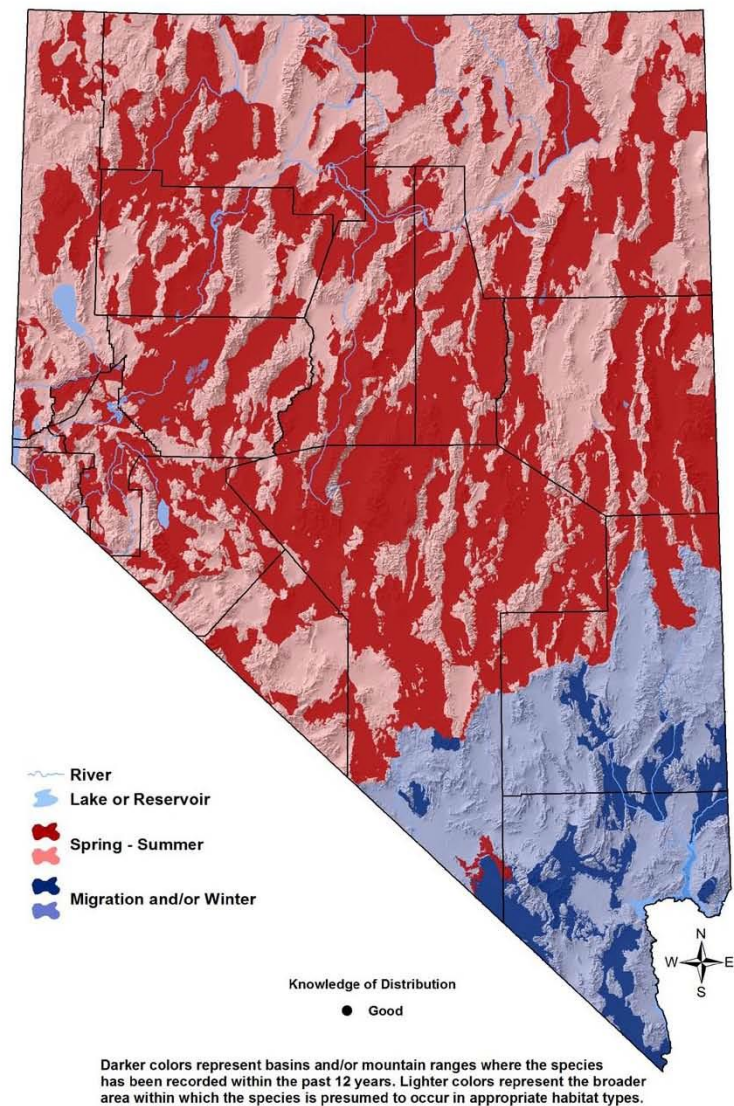 River
Lake or Reservoir
Spring - Summer
Migration and/or Winter
N
W E
S
Knowledge of Distribution
Good
Darker colors represent basins and/or mountain ranges where the species
has been recorded within the past 12 years. Lighter colors represent the broader
area within which the species is presumed to occur in appropriate habitat types.